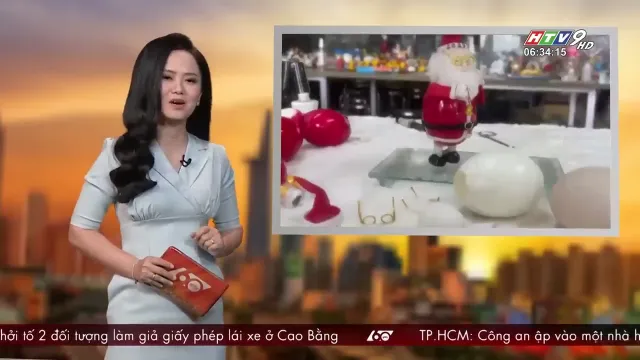 HTV9 HD
06:34:15
hởi tố 2 đối tượng làm giả giấy phép lái xe ở Cao Bằng 60 TP.HCM: Công an ập vào một nhà h